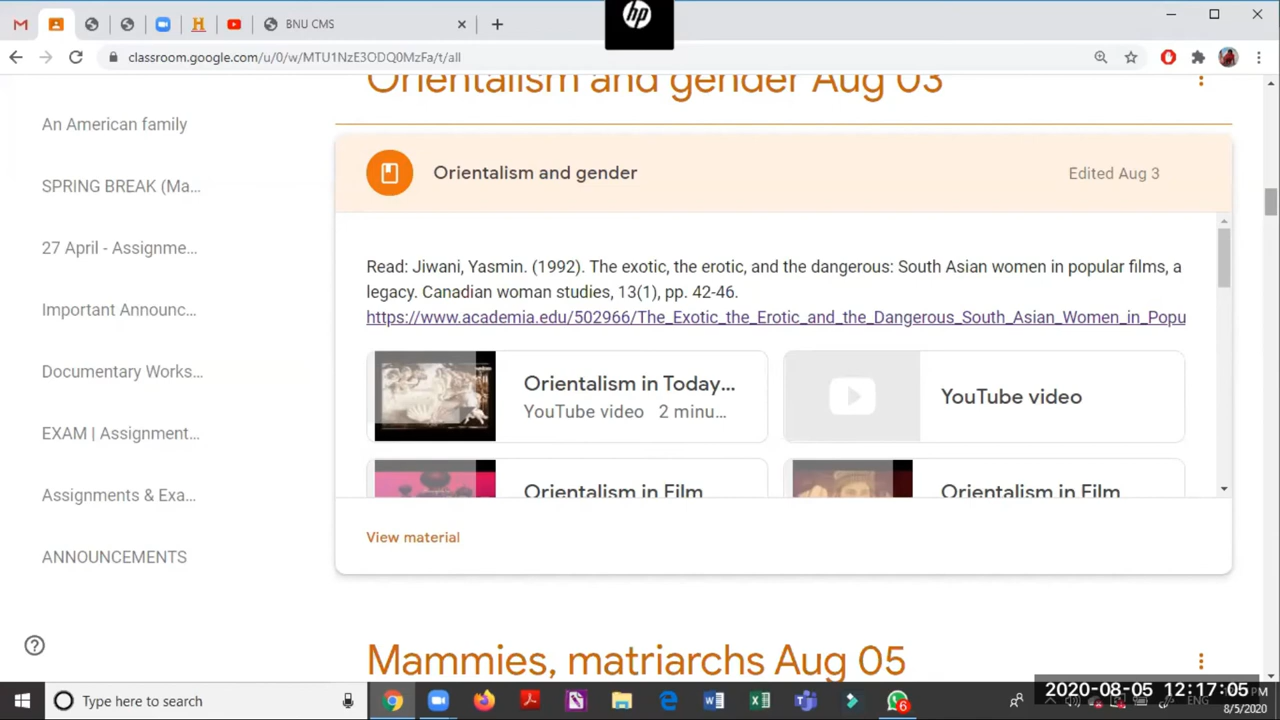 BNU CMS
hp
classroom.google.com/u/0/w/MTU1NzE3ODQ0MzFa/t/all
Orientalism and gender Aug 03
An American family
SPRING BREAK (Ma...
27 April - Assignme...
Important Announc...
Documentary Works...
EXAM | Assignment...
Assignments & Exa...
ANNOUNCEMENTS
Orientalism and gender
Edited Aug 3
Read: Jiwani, Yasmin. (1992). The exotic, the erotic, and the dangerous: South Asian women in popular films, a
legacy. Canadian woman studies, 13(1), pp. 42-46.
https://www.academia.edu/502966/The_Exotic_the_Erotic_and_the_Dangerous_South_Asian_Women_in_Popu
Orientalism in Today...
YouTube video 2 minu...
YouTube video
Orientalism in Film
Orientalism in Film
View material
Mammies, matriarchs Aug 05
Type here to search
6
2020-08-05 12:17:05 PM
ENG
8/5/2020